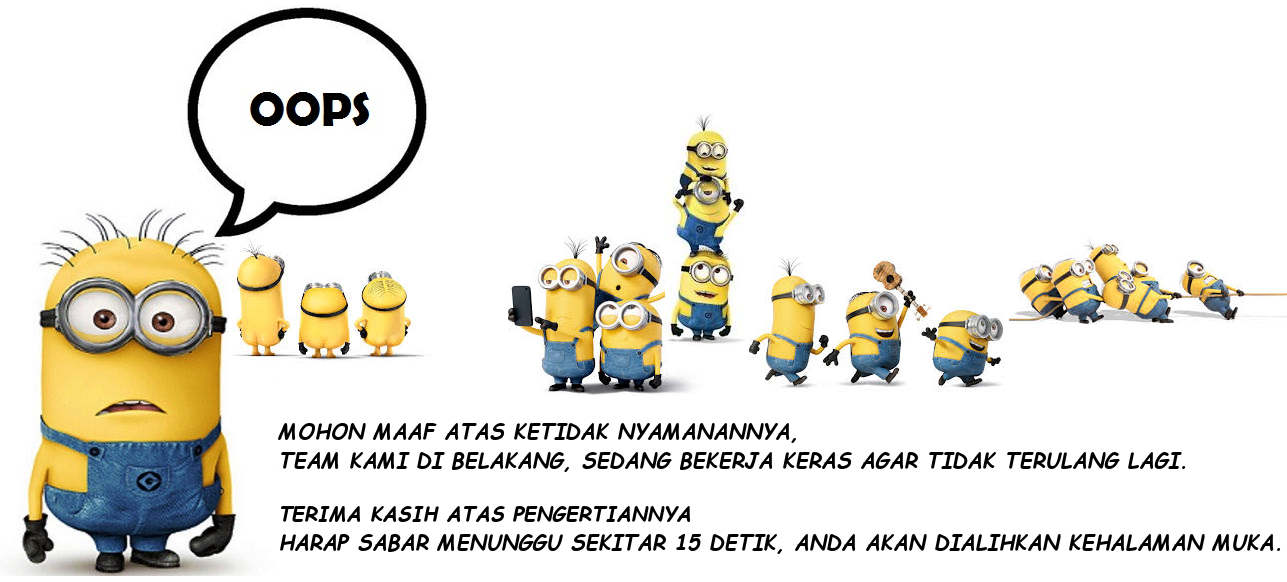 OOPS
MOHON MAAF ATAS KETIDAK NYAMANANNYA,
TEAM KAMI DI BELAKANG, SEDANG BEKERJA KERAS AGAR TIDAK TERULANG LAGI.
TERIMA KASIH ATAS PENGERTIANNYA
HARAP SABAR MENUNGGU SEKITAR 15 DETIK, ANDA AKAN DIALIHKAN KEHALAMAN MUKA.